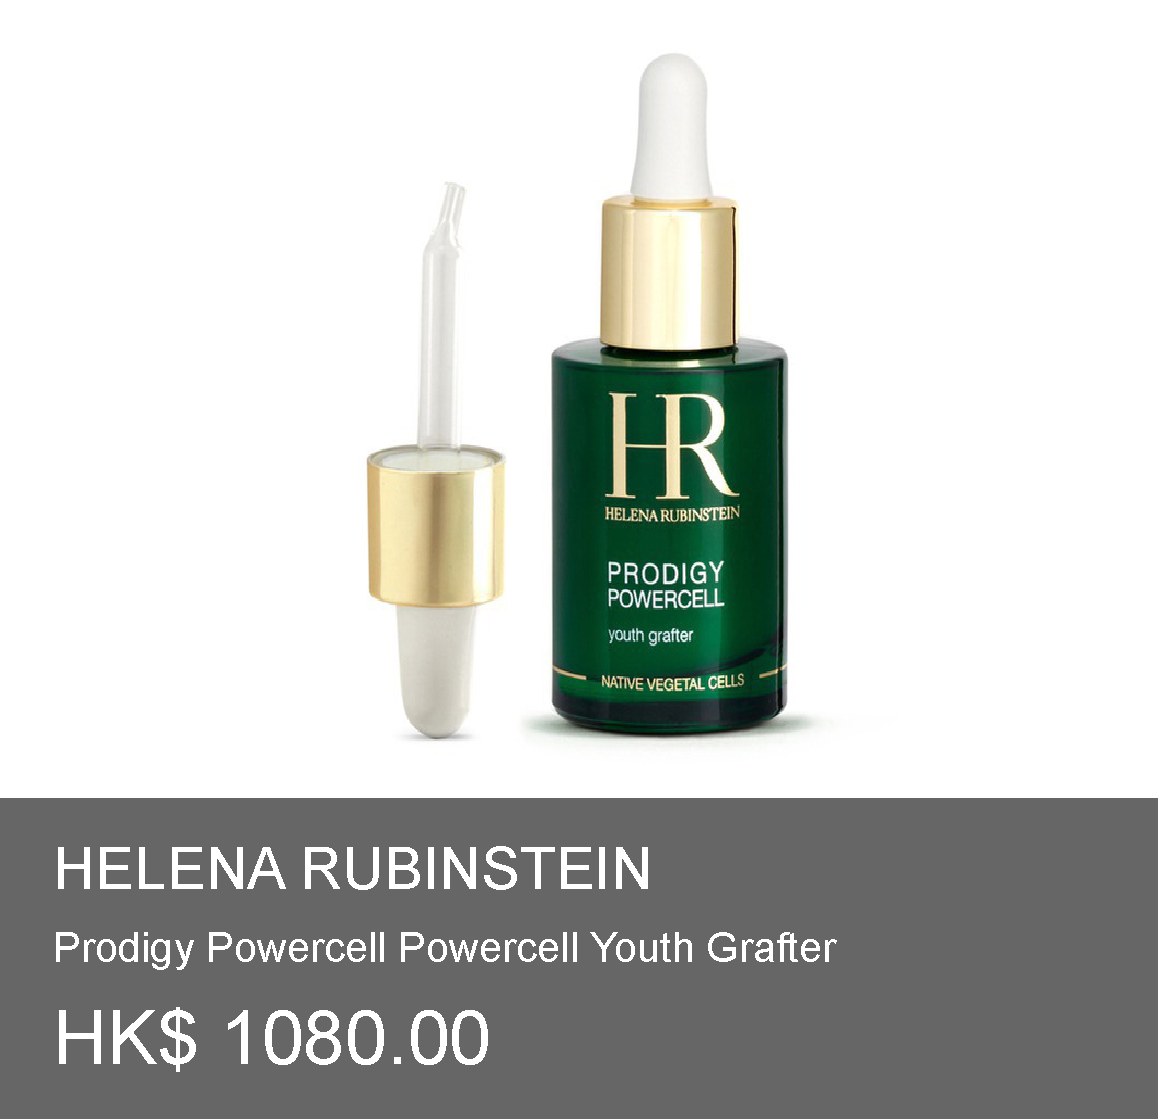 HR
HELENA RUBINSTEIN
PRODIGY
POWERCELL
youth grafter
NATIVE VEGETAL CELLS
HELENA RUBINSTEIN
Prodigy Powercell Powercell Youth Grafter
HK$ 1080.00